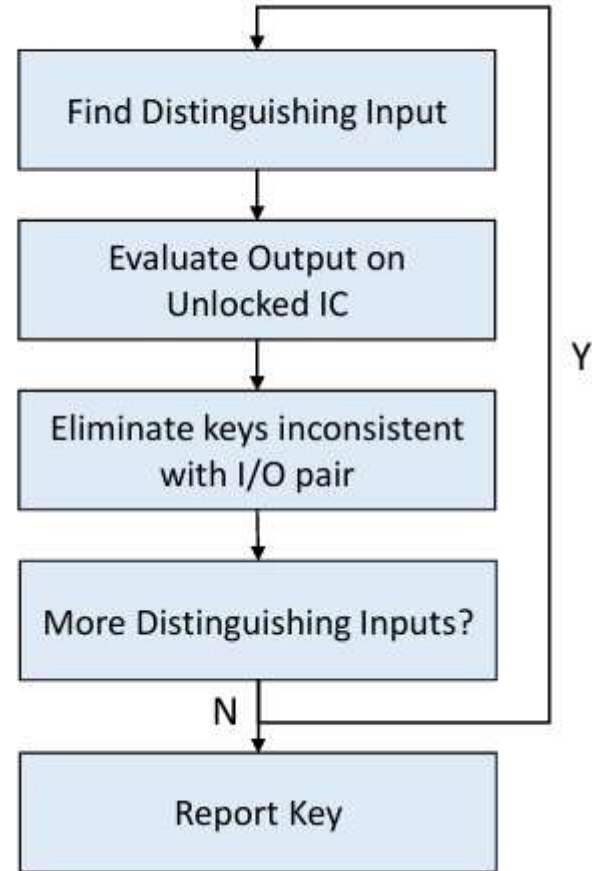 Find Distinguishing Input
Evaluate Output on
Unlocked IC
Y
Eliminate keys inconsistent
with I/O pair
More Distinguishing Inputs?
N
Report Key